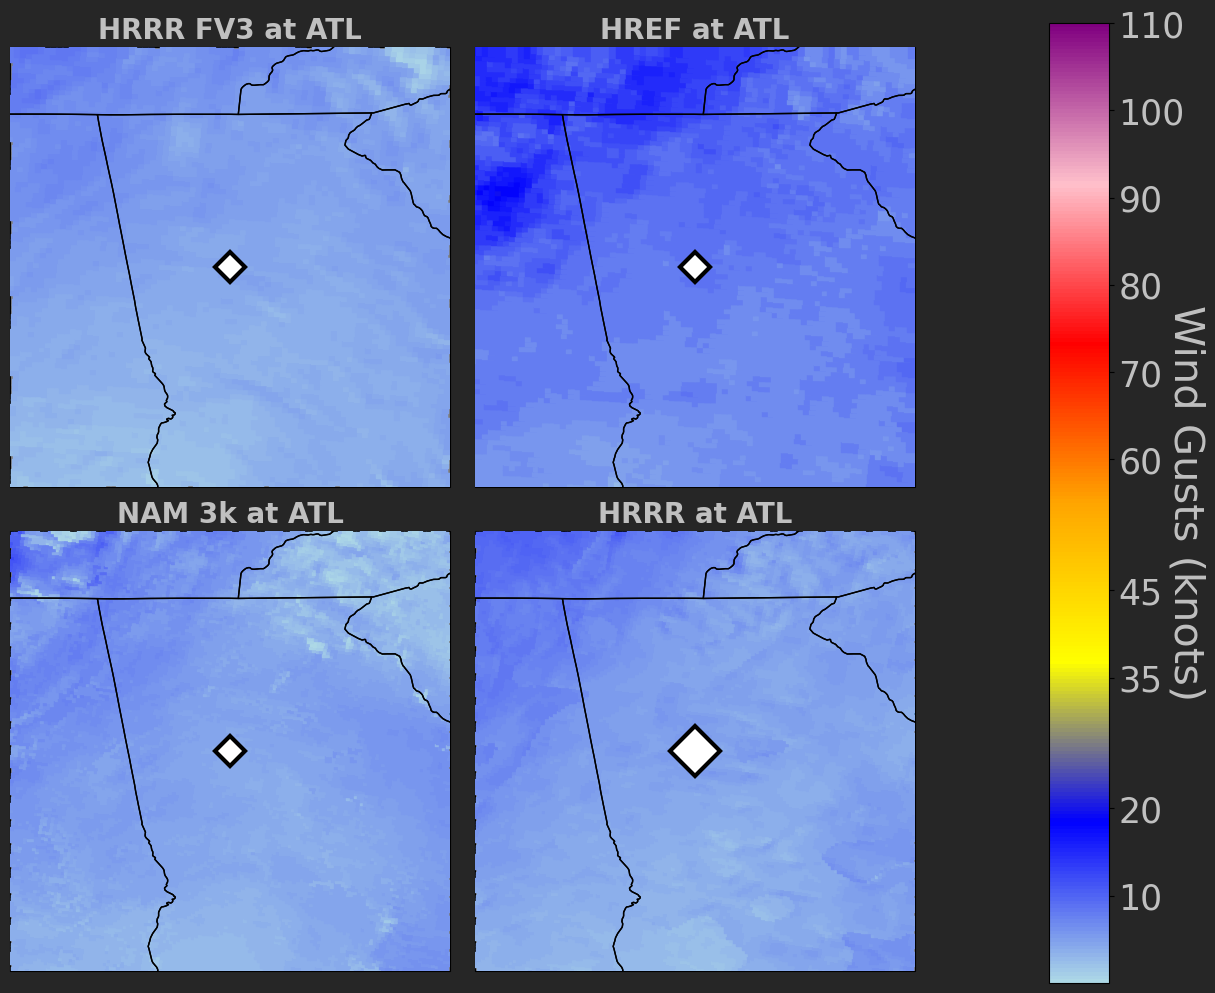 HRRR FV3 at ATL
HREF at ATL
NAM 3k at ATL
HRRR at ATL
110
100
90
80
70
60
45
35
20
10
Wind Gusts (knots)